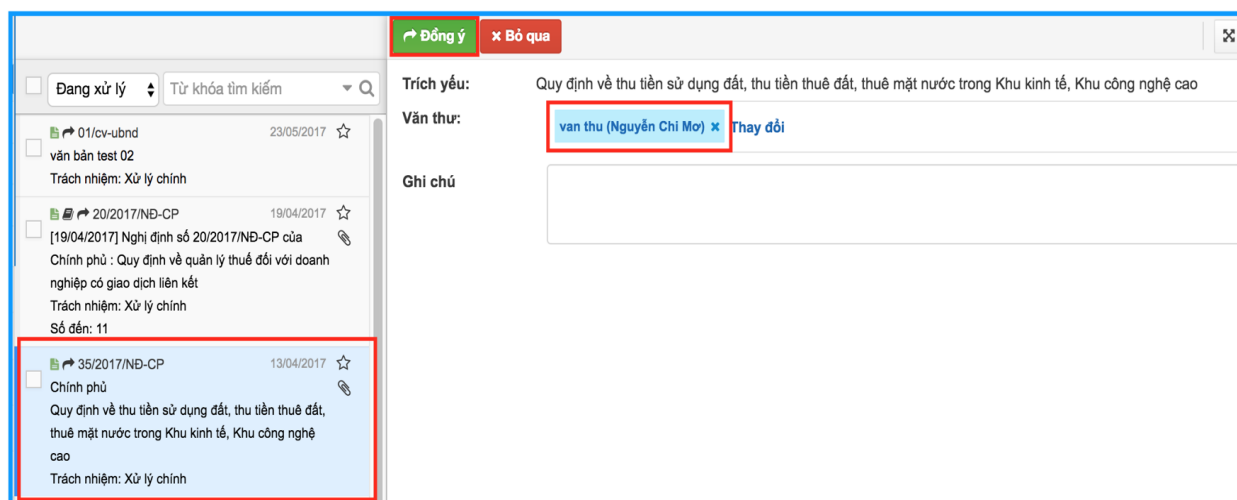 Đồng ý
Bỏ qua
Đang xử lý
Từ khóa tìm kiếm
01/cv-ubnd 23/05/2017
văn bản test 02
Trách nhiệm: Xử lý chính
20/2017/NĐ-CP 19/04/2017
[19/04/2017] Nghị định số 20/2017/NĐ-CP của
Chính phủ : Quy định về quản lý thuế đối với doanh
nghiệp có giao dịch liên kết
Trách nhiệm: Xử lý chính
Số đến: 11
35/2017/NĐ-CP 13/04/2017
Chính phủ
Quy định về thu tiền sử dụng đất, thu tiền thuê đất,
thuê mặt nước trong Khu kinh tế, Khu công nghệ
cao
Trách nhiệm: Xử lý chính
Trích yếu: Quy định về thu tiền sử dụng đất, thu tiền thuê đất, thuê mặt nước trong Khu kinh tế, Khu công nghệ cao
Văn thư: van thu (Nguyễn Chi Mơ) × Thay đổi
Ghi chú